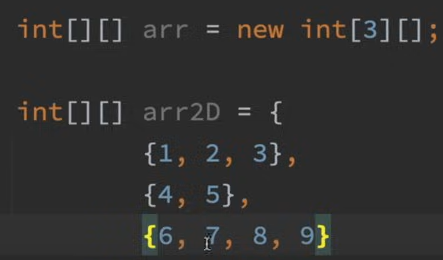 int[][] arr = new int[3][];
int[][] arr2D = {
{1, 2, 3},
{4, 5},
{6, 7, 8, 9}